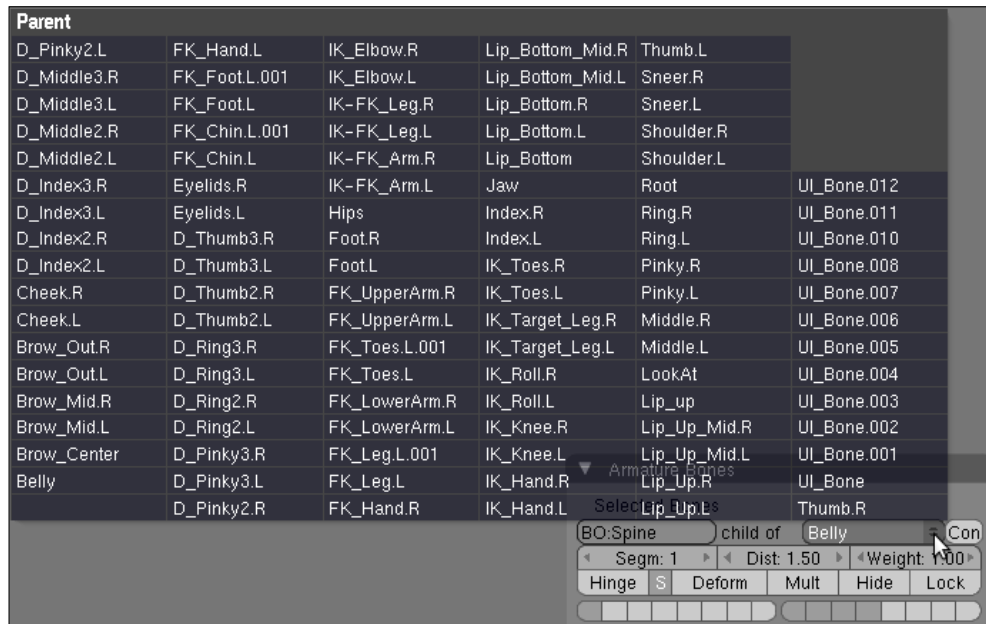 Parent
D_Pinky2.L FK_Hand.L IK_Elbow.R Lip_Bottom_Mid.R Thumb.L
D_Middle3.R FK_Foot.L.001 IK_Elbow.L Lip_Bottom_Mid.L Sneer.R
D_Middle3.L FK_Foot.L IK-FK_Leg.R Lip_Bottom.R Sneer.L
D_Middle2.R FK_Chin.L.001 IK-FK_Leg.L Lip_Bottom.L Shoulder.R
D_Middle2.L FK_Chin.L IK-FK_Arm.R Lip_Bottom Shoulder.L
D_Index3.R Eyelids.R IK-FK_Arm.L Jaw Root UI_Bone.012
D_Index3.L Eyelids.L Hips Index.R Ring.R UI_Bone.011
D_Index2.R D_Thumb3.R Foot.R Index.L Ring.L UI_Bone.010
D_Index2.L D_Thumb3.L Foot.L IK_Toes.R Pinky.R UI_Bone.008
Cheek.R D_Thumb2.R FK_UpperArm.R IK_Toes.L Pinky.L UI_Bone.007
Cheek.L D_Thumb2.L FK_UpperArm.L IK_Target_Leg.R Middle.R UI_Bone.006
Brow_Out.R D_Ring3.R FK_Toes.L.001 IK_Target_Leg.L Middle.L UI_Bone.005
Brow_Out.L D_Ring3.L FK_Toes.L IK_Roll.R LookAt UI_Bone.004
Brow_Mid.R D_Ring2.R FK_LowerArm.R IK_Roll.L Lip_up UI_Bone.003
Brow_Mid.L D_Ring2.L FK_LowerArm.L IK_Knee.R Lip_Up_Mid.R UI_Bone.002
Brow_Center D_Pinky3.R FK_Leg.L.001 IK_Knee.L Lip_Up_Mid.L UI_Bone.001
Belly D_Pinky3.L FK_Leg.L IK_Hand.R Lip_Up.R UI_Bone
D_Pinky2.R FK_Hand.R IK_Hand.L Lip_Up.L Thumb.R
Armature Bones
Selected Bones
BO:Spine child of Belly Con
Segm: 1 Dist: 1.50 Weight: 1.00
Hinge S Deform Mult Hide Lock